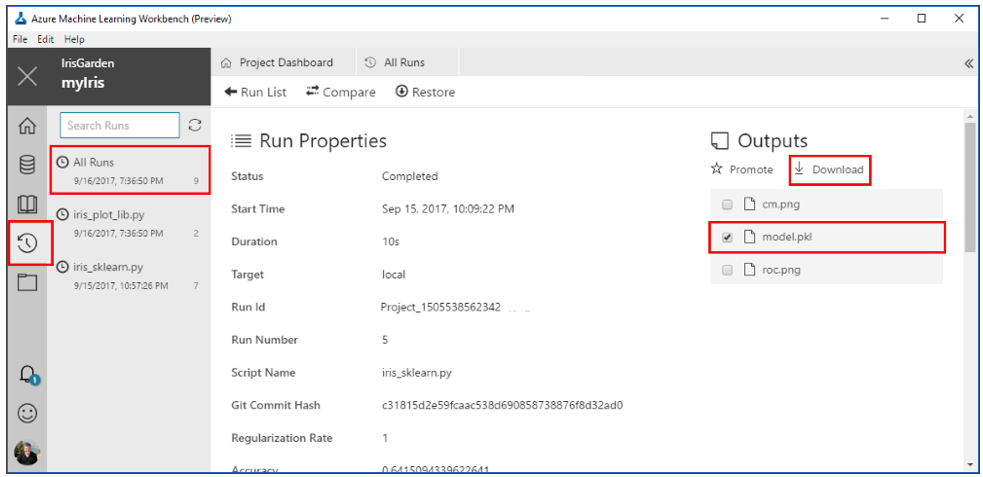 Azure Machine Learning Workbench (Preview)
File Edit Help
IrisGarden
myIris
Project Dashboard
All Runs
Run List
Compare
Restore
Search Runs
All Runs
9/16/2017, 7:36:50 PM 9
iris_plot_lib.py
9/16/2017, 7:36:50 PM 2
iris_sklearn.py
9/15/2017, 10:57:26 PM 7
1
Run Properties
Status Completed
Start Time Sep 15, 2017, 10:09:22 PM
Duration 10s
Target local
Run Id Project_1505538562342
Run Number 5
Script Name iris_sklearn.py
Git Commit Hash c31815d2e59fcaac538d690858738876f8d32ad0
Regularization Rate 1
Accuracy 0.6415094339622641
Outputs
Promote Download
cm.png
model.pkl
roc.png